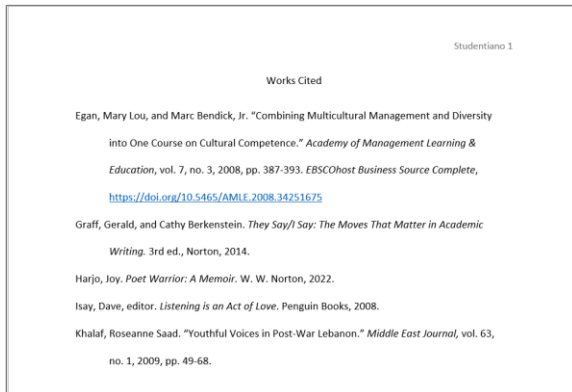 Studentiano 1
Works Cited
Egan, Mary Lou, and Marc Bendick, Jr. “Combining Multicultural Management and Diversity
into One Course on Cultural Competence.” Academy of Management Learning &
Education, vol. 7, no. 3, 2008, pp. 387-393. EBSCOhost Business Source Complete,
https://doi.org/10.5465/AMLE.2008.34251675
Graff, Gerald, and Cathy Berkenstein. They Say/I Say: The Moves That Matter in Academic
Writing. 3rd ed., Norton, 2014.
Harjo, Joy. Poet Warrior: A Memoir. W. W. Norton, 2022.
Isay, Dave, editor. Listening is an Act of Love. Penguin Books, 2008.
Khalaf, Roseanne Saad. “Youthful Voices in Post-War Lebanon.” Middle East Journal, vol. 63,
no. 1, 2009, pp. 49-68.